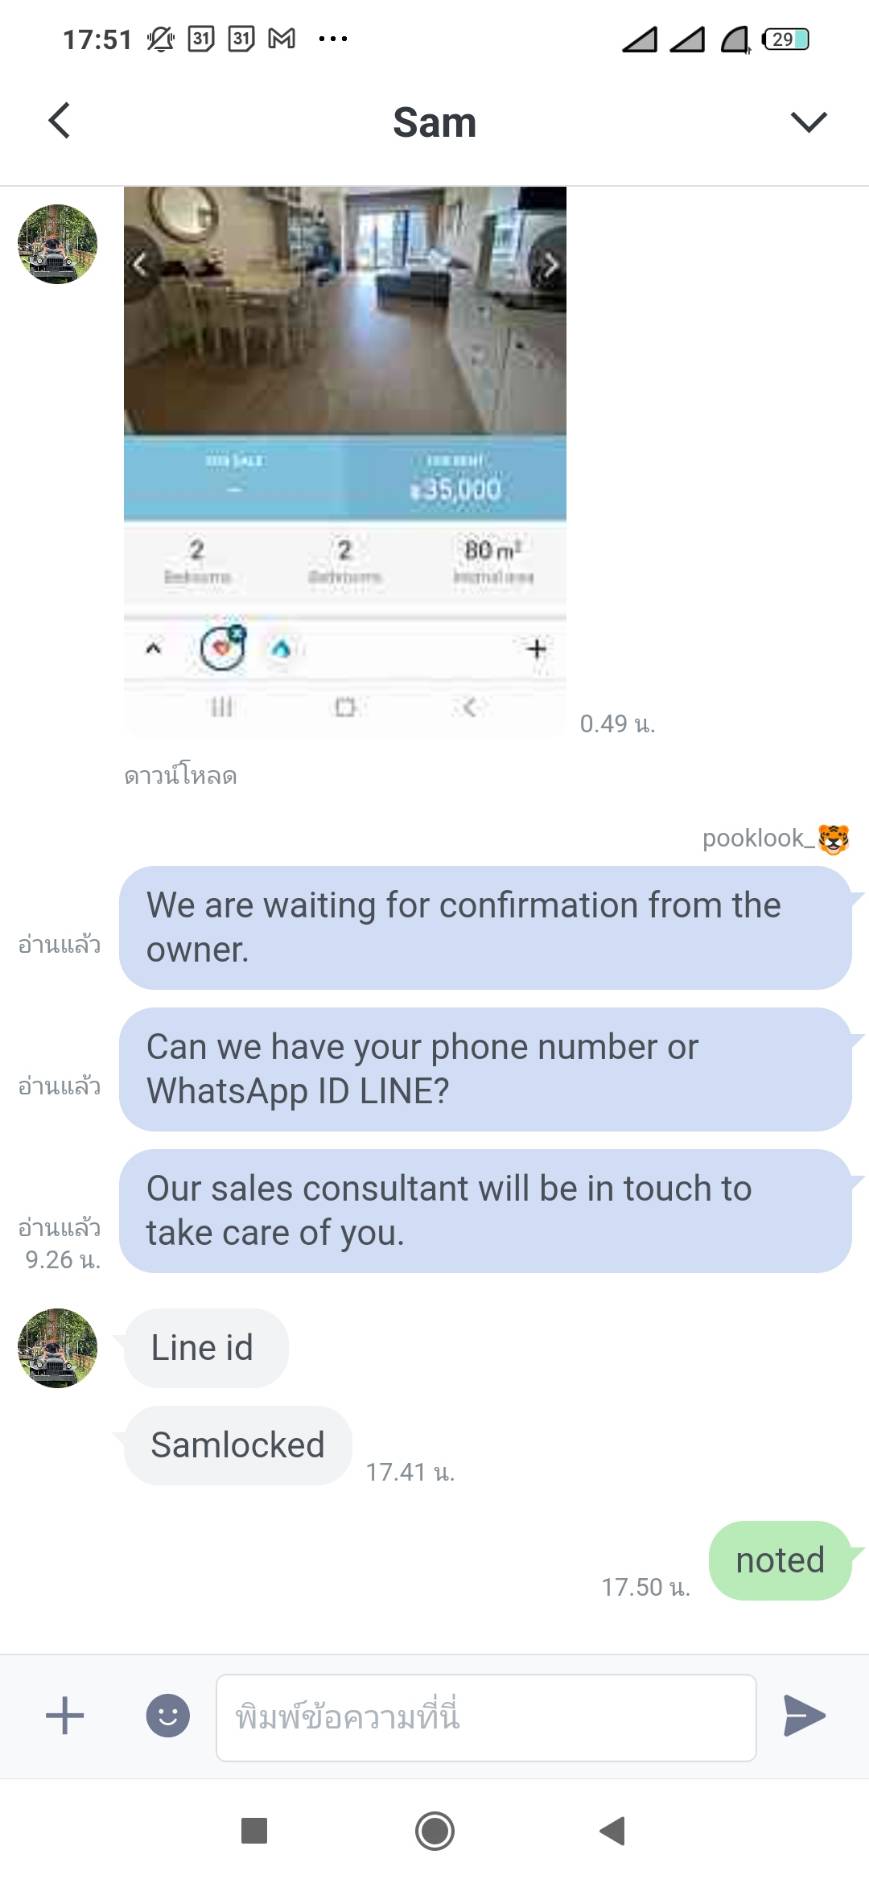 17:51
31
31
29
Sam
FOR SALE
FOR RENT
฿35,000
2
2
80 m²
Bedrooms
Bathrooms
Internal area
0.49 น.
ดาวน์โหลด
pooklook_🐯
We are waiting for confirmation from the
owner.
อ่านแล้ว
Can we have your phone number or
WhatsApp ID LINE?
อ่านแล้ว
Our sales consultant will be in touch to
take care of you.
อ่านแล้ว
9.26 น.
Line id
Samlocked
17.41 น.
noted
17.50 น.
พิมพ์ข้อความที่นี่